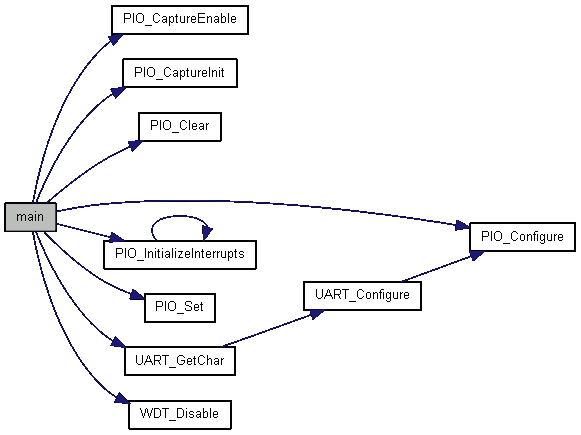 PIO_CaptureEnable
PIO_CaptureInit
PIO_Clear
main
PIO_Configure
PIO_InitializeInterrupts
UART_Configure
PIO_Set
UART_GetChar
WDT_Disable